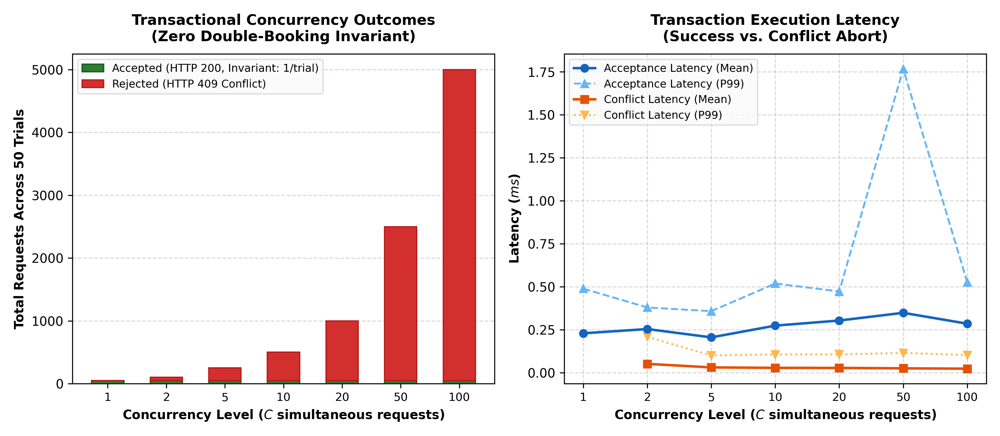 Transactional Concurrency Outcomes
(Zero Double-Booking Invariant)
Total Requests Across 50 Trials
5000
4000
3000
2000
1000
0
Accepted (HTTP 200, Invariant: 1/trial)
Rejected (HTTP 409 Conflict)
1 2 5 10 20 50 100
Concurrency Level (C simultaneous requests)
Transaction Execution Latency
(Success vs. Conflict Abort)
Latency (ms)
1.75
1.50
1.25
1.00
0.75
0.50
0.25
0.00
Acceptance Latency (Mean)
Acceptance Latency (P99)
Conflict Latency (Mean)
Conflict Latency (P99)
1 2 5 10 20 50 100
Concurrency Level (C simultaneous requests)